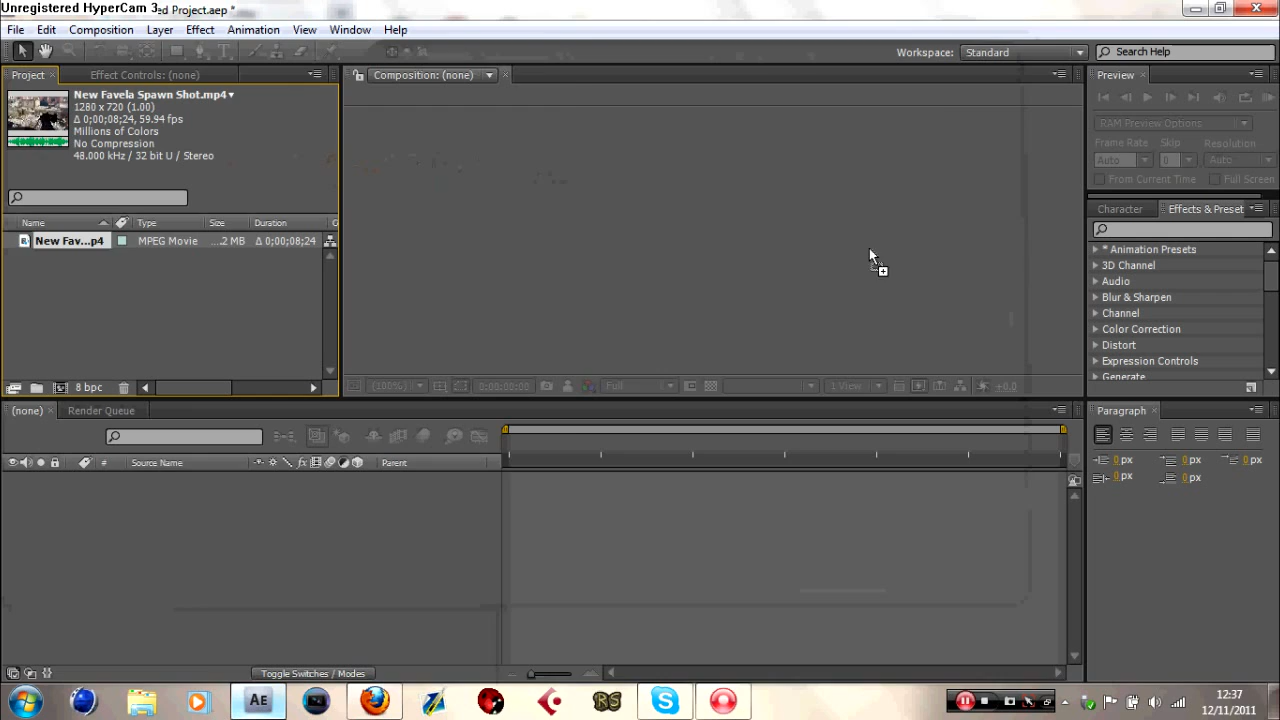 Unregistered HyperCam 3
ed Project.aep *
File Edit Composition Layer Effect Animation View Window Help
Workspace: Standard Search Help
Project Effect Controls: (none) Composition: (none) Preview
New Favela Spawn Shot.mp4
1280 x 720 (1.00)
Δ 0;00;08;24, 59.94 fps
Millions of Colors
No Compression
48.000 kHz / 32 bit U / Stereo
RAM Preview Options
Frame Rate Skip Resolution
Auto 0 Auto
From Current Time Full Screen
Character Effects & Preset
Name Type Size Duration
New Fav...p4 MPEG Movie ...2 MB Δ 0;00;08;24
* Animation Presets
3D Channel
Audio
Blur & Sharpen
Channel
Color Correction
Distort
Expression Controls
Generate
8 bpc (100%) 0;00;00;00 Full 1 View +0.0
(none) Render Queue Paragraph
# Source Name fx Parent
0 px 0 px 0 px
0 px 0 px
Toggle Switches / Modes
Ae RS
12:37
12/11/2011